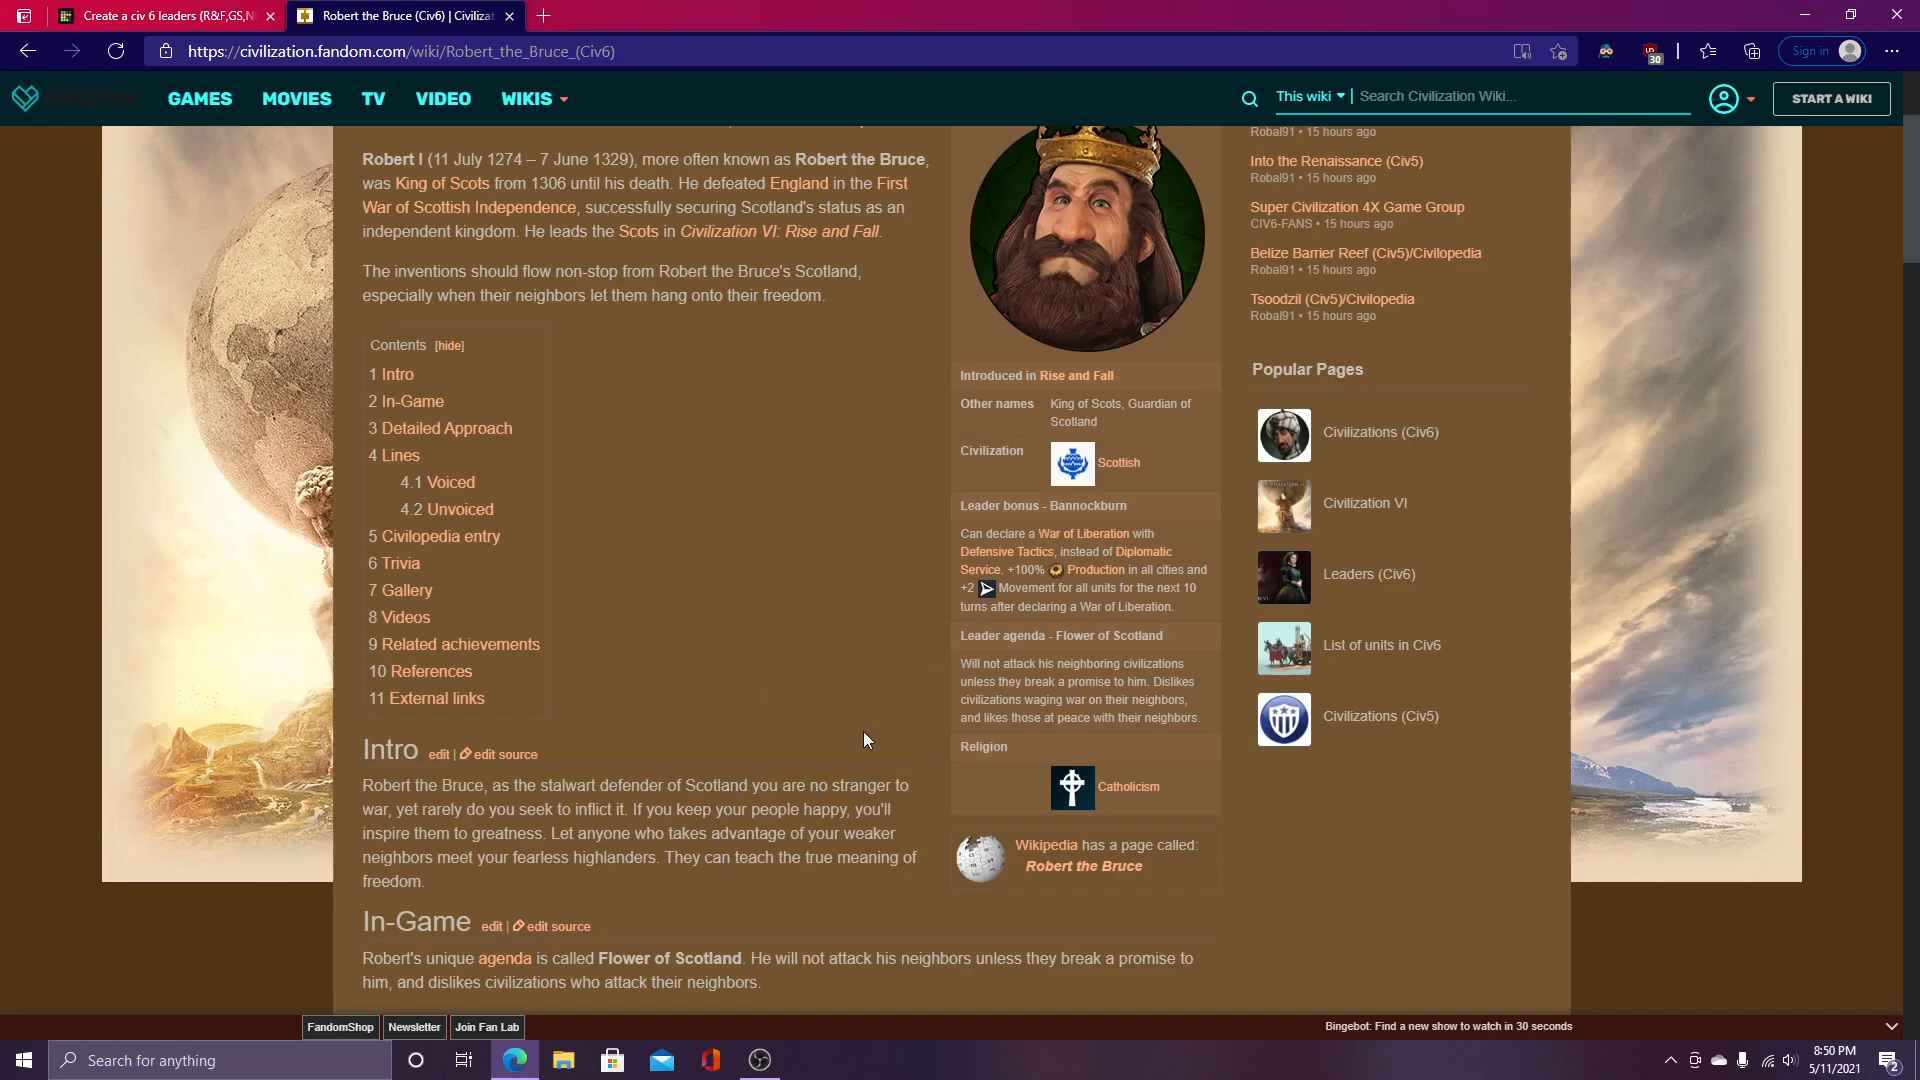 Create a civ 6 leaders (R&F,GS,N
Robert the Bruce (Civ6) | Civiliza
https://civilization.fandom.com/wiki/Robert_the_Bruce_(Civ6)
30
Sign in
FANDOM
GAMES
MOVIES
TV
VIDEO
WIKIS
This wiki
Search Civilization Wiki...
START A WIKI
Robert I (11 July 1274 – 7 June 1329), more often known as Robert the Bruce,
was King of Scots from 1306 until his death. He defeated England in the First
War of Scottish Independence, successfully securing Scotland's status as an
independent kingdom. He leads the Scots in Civilization VI: Rise and Fall.
The inventions should flow non-stop from Robert the Bruce's Scotland,
especially when their neighbors let them hang onto their freedom.
Contents [hide]
1 Intro
2 In-Game
3 Detailed Approach
4 Lines
4.1 Voiced
4.2 Unvoiced
5 Civilopedia entry
6 Trivia
7 Gallery
8 Videos
9 Related achievements
10 References
11 External links
Intro edit | edit source
Robert the Bruce, as the stalwart defender of Scotland you are no stranger to
war, yet rarely do you seek to inflict it. If you keep your people happy, you'll
inspire them to greatness. Let anyone who takes advantage of your weaker
neighbors meet your fearless highlanders. They can teach the true meaning of
freedom.
In-Game edit | edit source
Robert's unique agenda is called Flower of Scotland. He will not attack his neighbors unless they break a promise to
him, and dislikes civilizations who attack their neighbors.
Introduced in Rise and Fall
Other names King of Scots, Guardian of
Scotland
Civilization Scottish
Leader bonus - Bannockburn
Can declare a War of Liberation with
Defensive Tactics, instead of Diplomatic
Service. +100% Production in all cities and
+2 Movement for all units for the next 10
turns after declaring a War of Liberation.
Leader agenda - Flower of Scotland
Will not attack his neighboring civilizations
unless they break a promise to him. Dislikes
civilizations waging war on their neighbors,
and likes those at peace with their neighbors.
Religion
Catholicism
Wikipedia has a page called:
Robert the Bruce
Robal91 • 15 hours ago
Into the Renaissance (Civ5)
Robal91 • 15 hours ago
Super Civilization 4X Game Group
CIV6-FANS • 15 hours ago
Belize Barrier Reef (Civ5)/Civilopedia
Robal91 • 15 hours ago
Tsoodzil (Civ5)/Civilopedia
Robal91 • 15 hours ago
Popular Pages
Civilizations (Civ6)
Civilization VI
Leaders (Civ6)
List of units in Civ6
Civilizations (Civ5)
FandomShop
Newsletter
Join Fan Lab
Bingebot: Find a new show to watch in 30 seconds
Search for anything
8:50 PM
5/11/2021
2